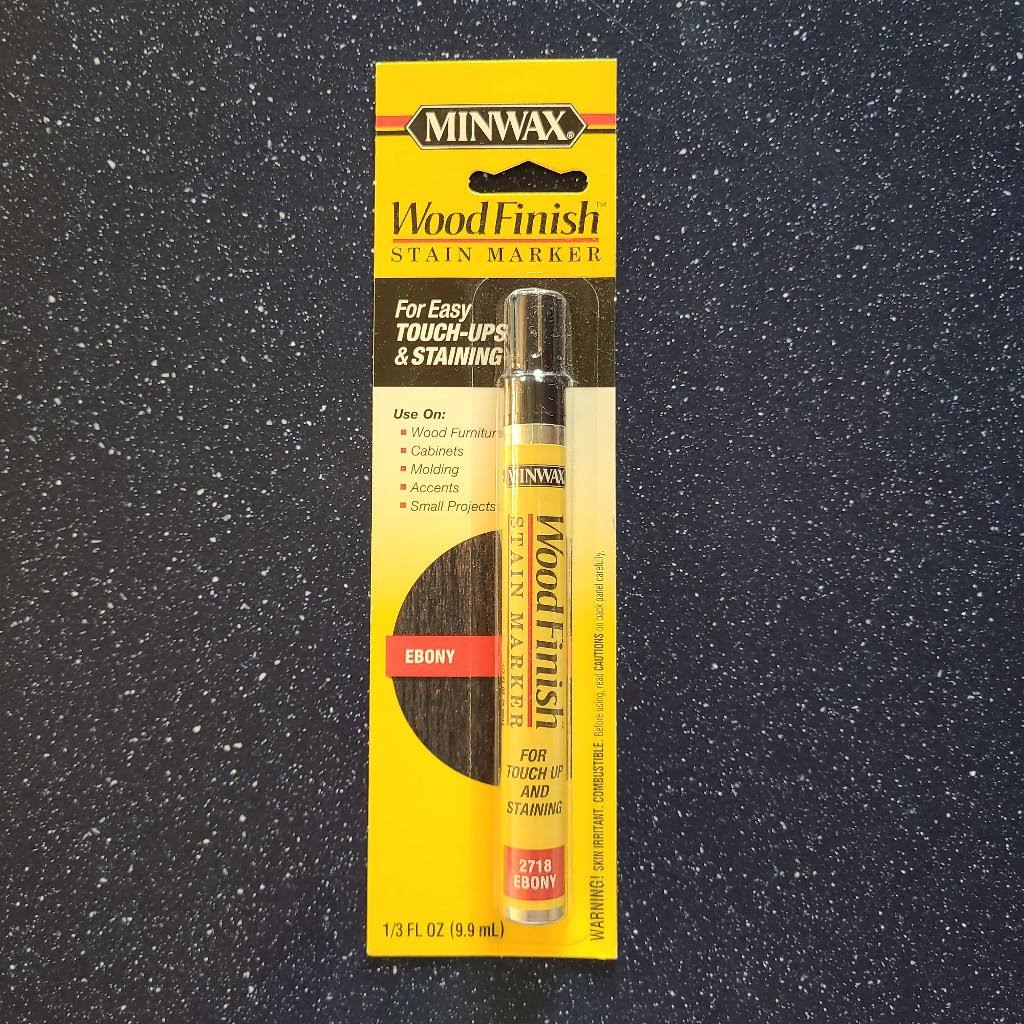 MINWAX®
Wood Finish™
STAIN MARKER
For Easy
TOUCH-UPS
& STAINING
Use On:
Wood Furnitur
Cabinets
Molding
Accents
Small Projects
EBONY
1/3 FL OZ (9.9 mL)
MINWAX
Wood Finish
STAIN MARKER
FOR
TOUCH UP
AND
STAINING
2718
EBONY
WARNING! SKIN IRRITANT. COMBUSTIBLE. Before using, read CAUTIONS on back panel carefully.